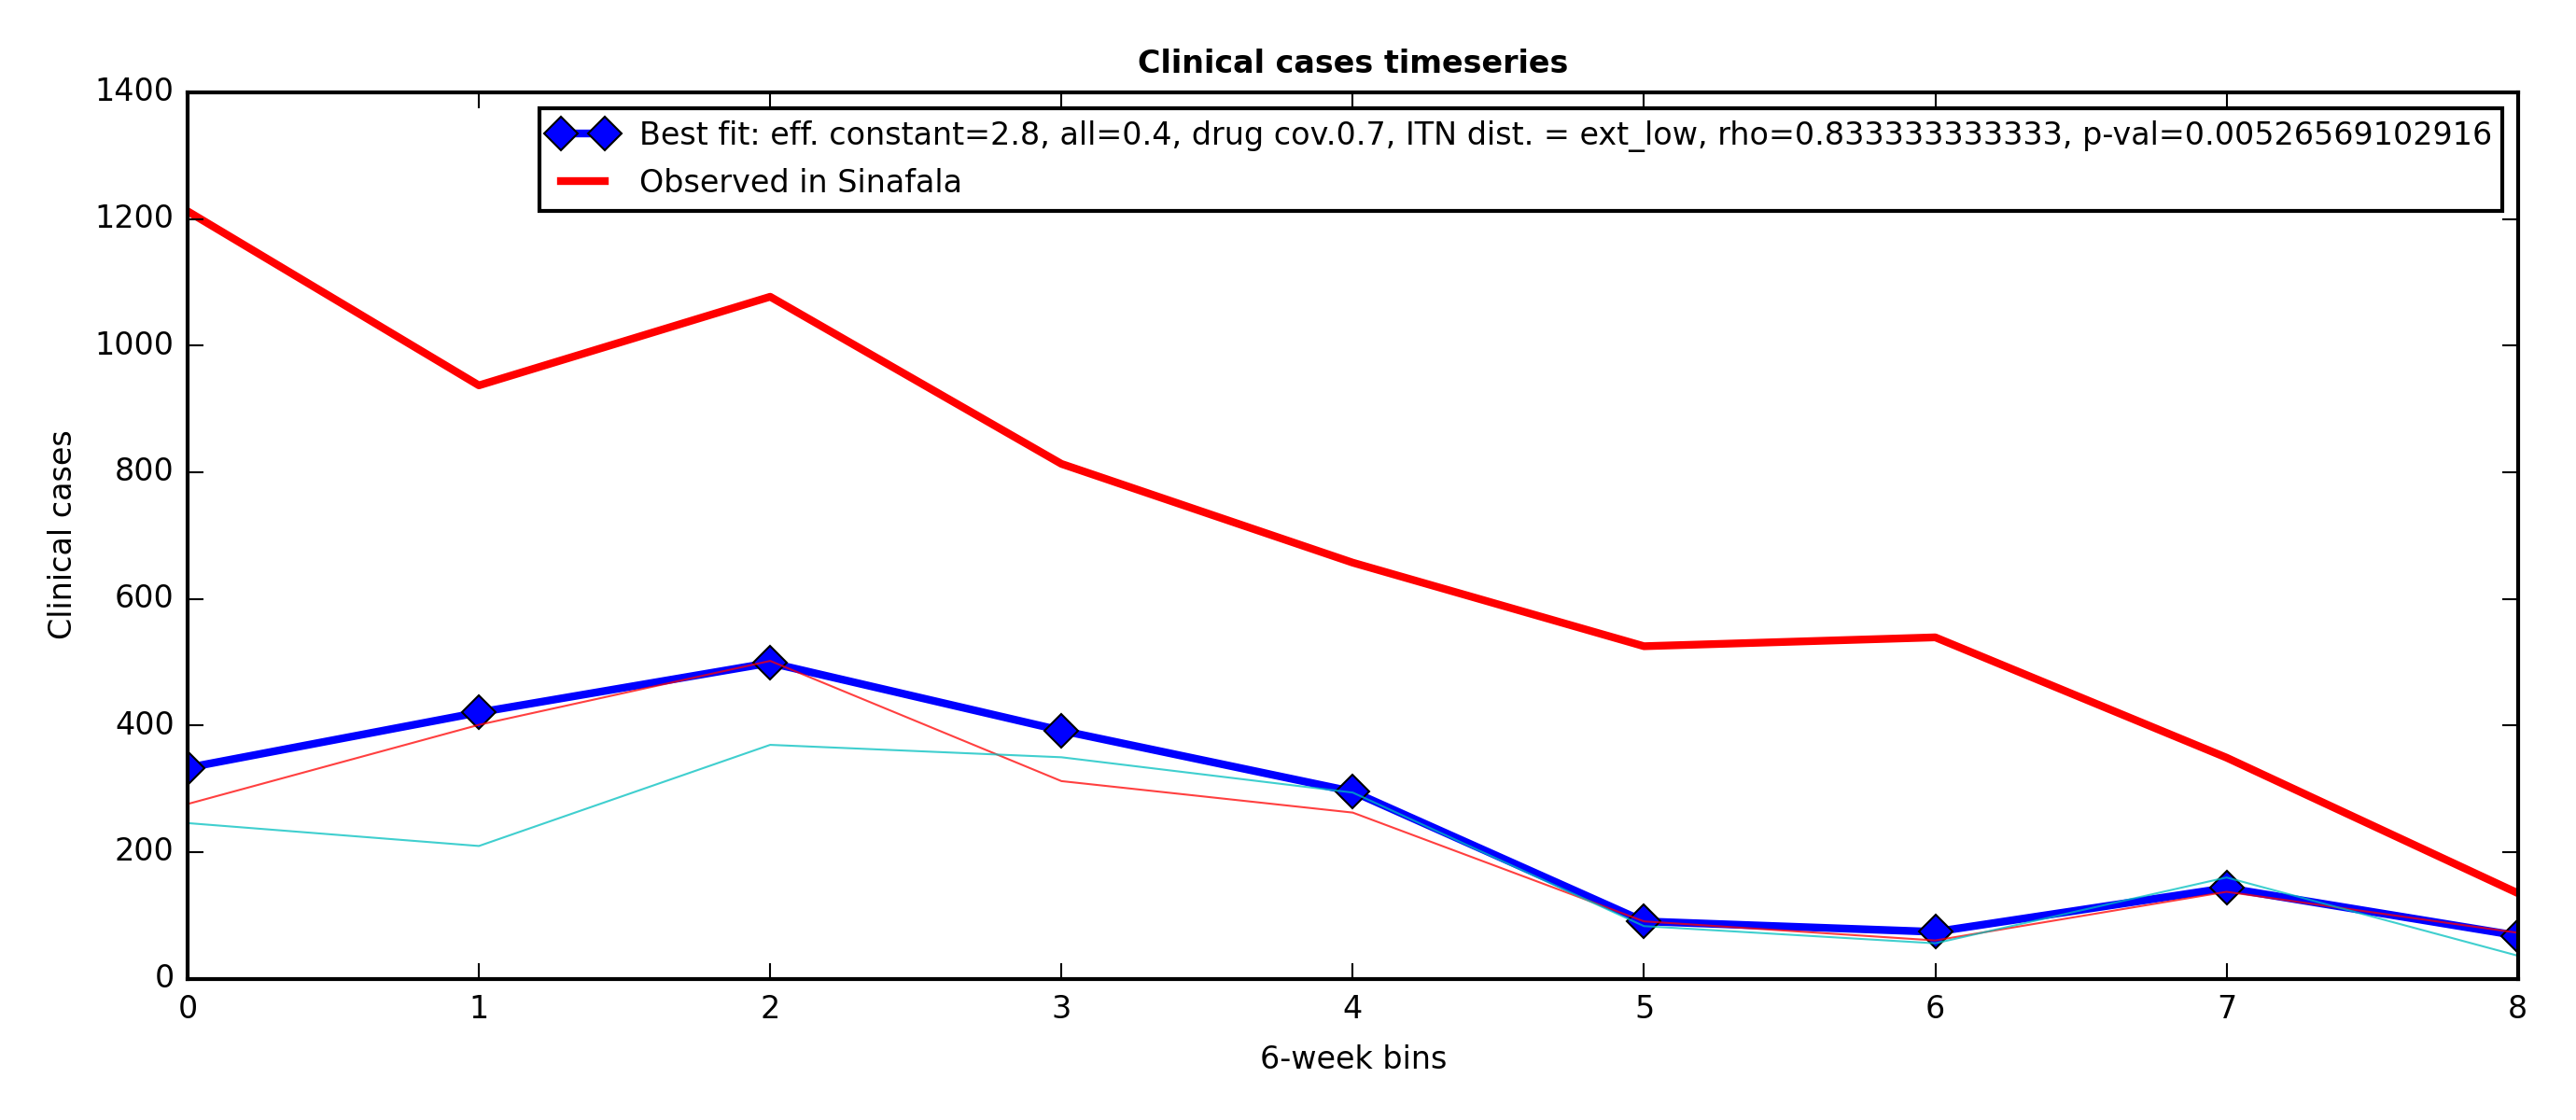 Clinical cases timeseries
1400
1200
1000
800
600
400
200
0
Clinical cases
Best fit: eff. constant=2.8, all=0.4, drug cov.0.7, ITN dist. = ext_low, rho=0.833333333333, p-val=0.00526569102916
Observed in Sinafala
0 1 2 3 4 5 6 7 8
6-week bins